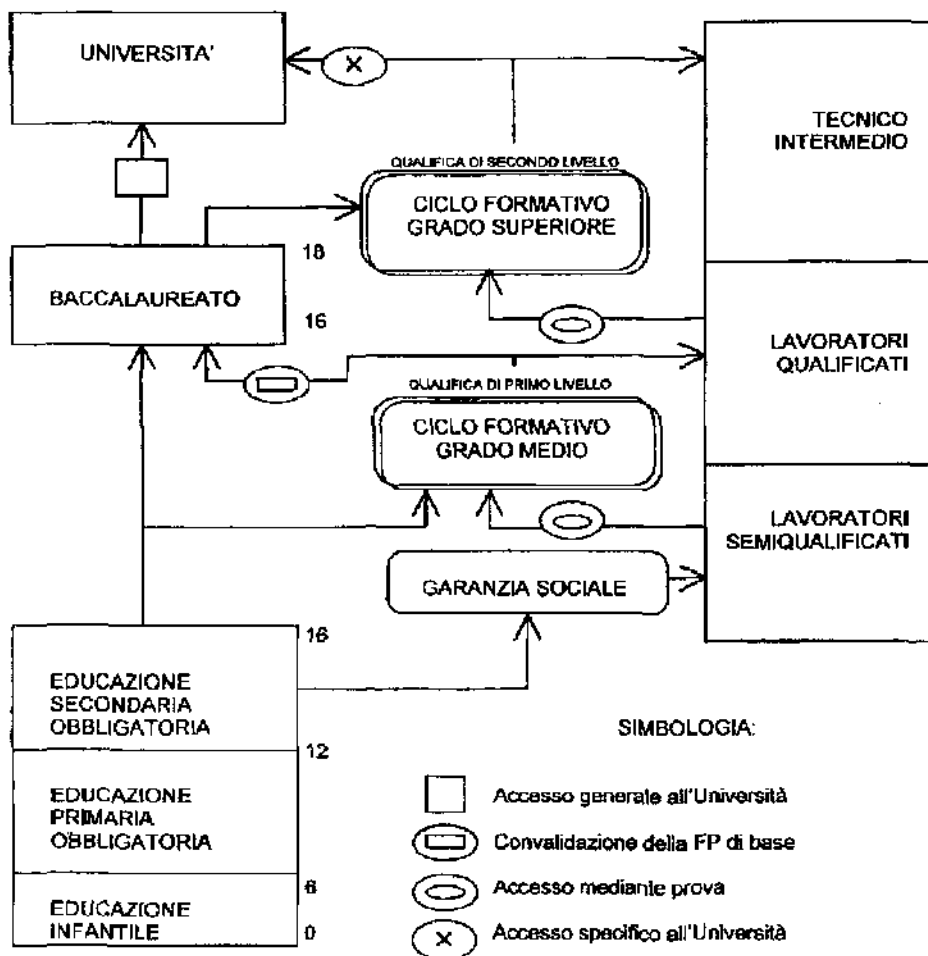 UNIVERSITA'
X
TECNICO
INTERMEDIO
QUALIFICA DI SECONDO LIVELLO
CICLO FORMATIVO
GRADO SUPERIORE
18
BACCALAUREATO
16
LAVORATORI
QUALIFICATI
QUALIFICA DI PRIMO LIVELLO
CICLO FORMATIVO
GRADO MEDIO
LAVORATORI
SEMIQUALIFICATI
GARANZIA SOCIALE
16
EDUCAZIONE
SECONDARIA
OBBLIGATORIA
12
EDUCAZIONE
PRIMARIA
OBBLIGATORIA
6
EDUCAZIONE
INFANTILE
0
SIMBOLOGIA:
Accesso generale all'Università
Convalidazione della FP di base
Accesso mediante prova
X Accesso specifico all'Università